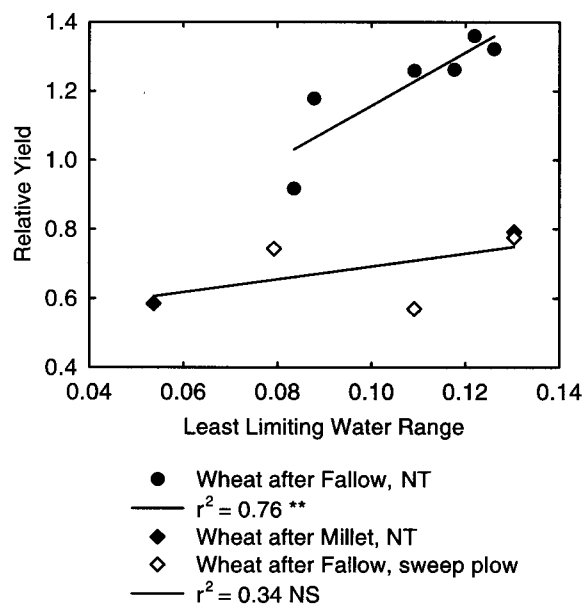 1.4
1.2
1.0
0.8
0.6
0.4
Relative Yield
0.04 0.06 0.08 0.10 0.12 0.14
Least Limiting Water Range
Wheat after Fallow, NT
r² = 0.76 **
Wheat after Millet, NT
Wheat after Fallow, sweep plow
r² = 0.34 NS